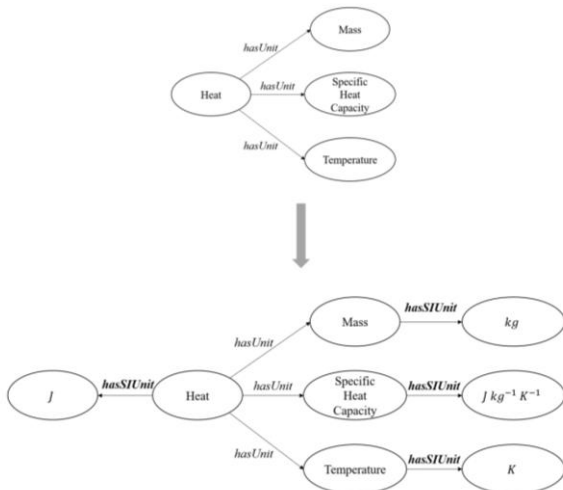 Mass
hasUnit
Heat
hasUnit
Specific
Heat
Capacity
hasUnit
Temperature
hasSIUnit
Mass
kg
hasUnit
J
hasSIUnit
Heat
hasUnit
Specific
Heat
Capacity
hasSIUnit
J kg⁻¹ K⁻¹
hasUnit
Temperature
hasSIUnit
K